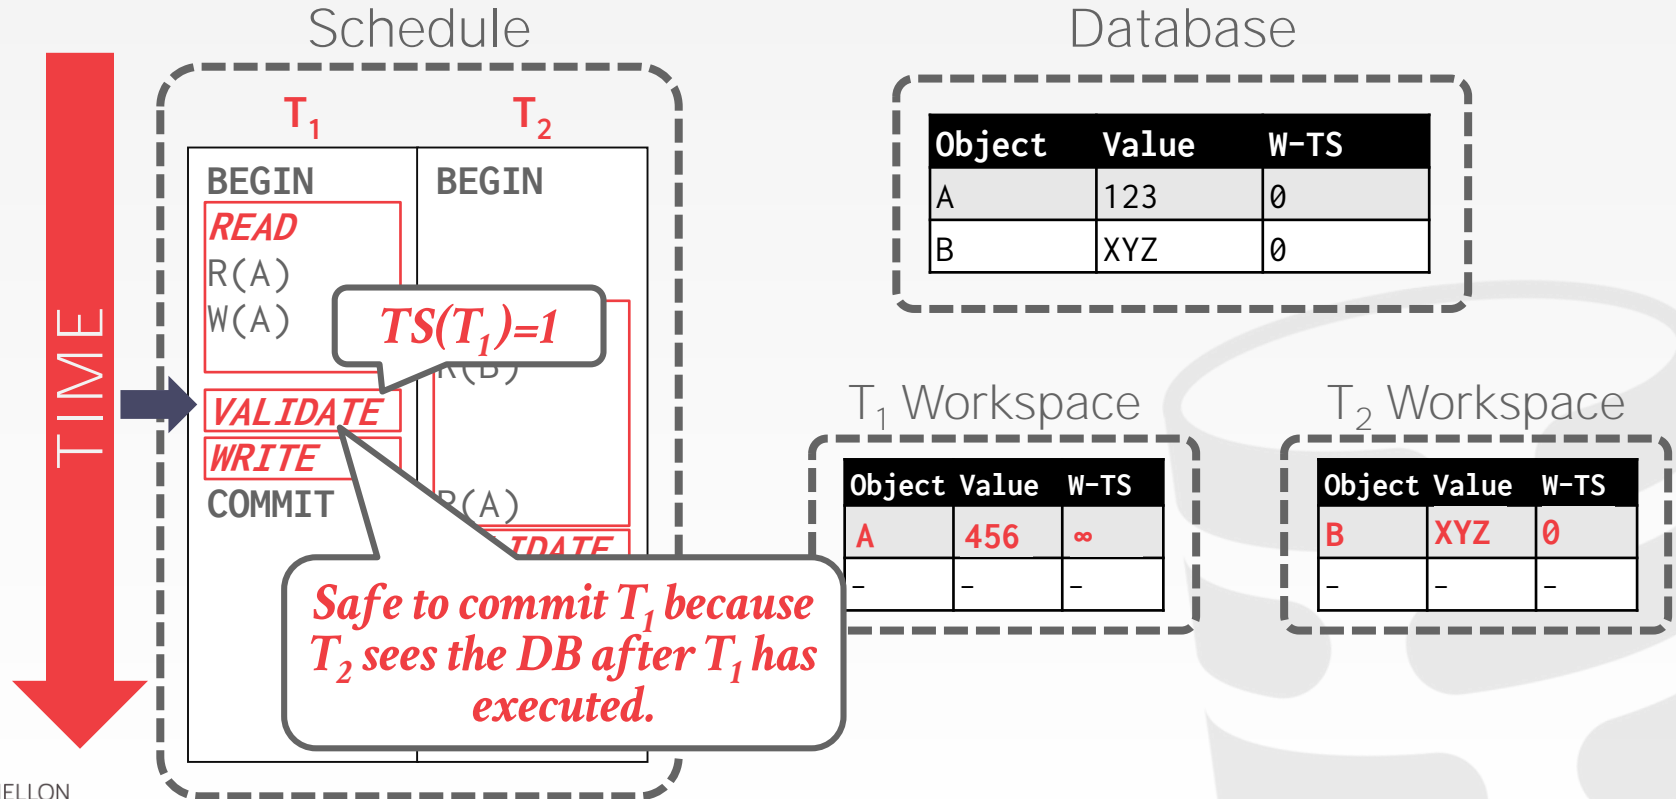 Schedule
Database
TIME
T1
T2
BEGIN
BEGIN
READ
R(A)
W(A)
TS(T1)=1
R(B)
VALIDATE
WRITE
COMMIT
R(A)
Safe to commit T1 because
T2 sees the DB after T1 has
executed.
Object Value W-TS
A 123 0
B XYZ 0
T1 Workspace
Object Value W-TS
A 456 ∞
- - -
T2 Workspace
Object Value W-TS
B XYZ 0
- - -